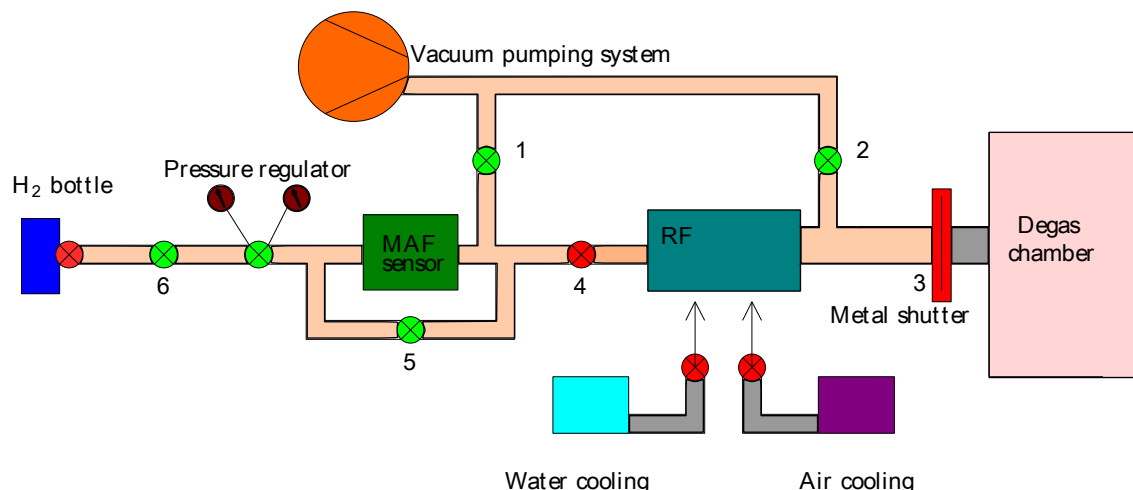 Vacuum pumping system
1
2
Pressure regulator
H2 bottle
RF
MAF
sensor
Degas
chamber
6
4
3
Metal shutter
5
Water cooling
Air cooling